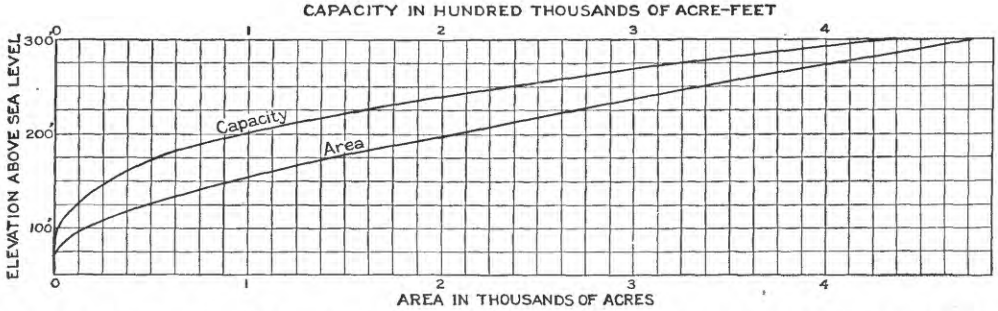 CAPACITY IN HUNDRED THOUSANDS OF ACRE-FEET
0 1 2 3 4
300'
200'
100'
ELEVATION ABOVE SEA LEVEL
Capacity
Area
0 1 2 3 4
AREA IN THOUSANDS OF ACRES